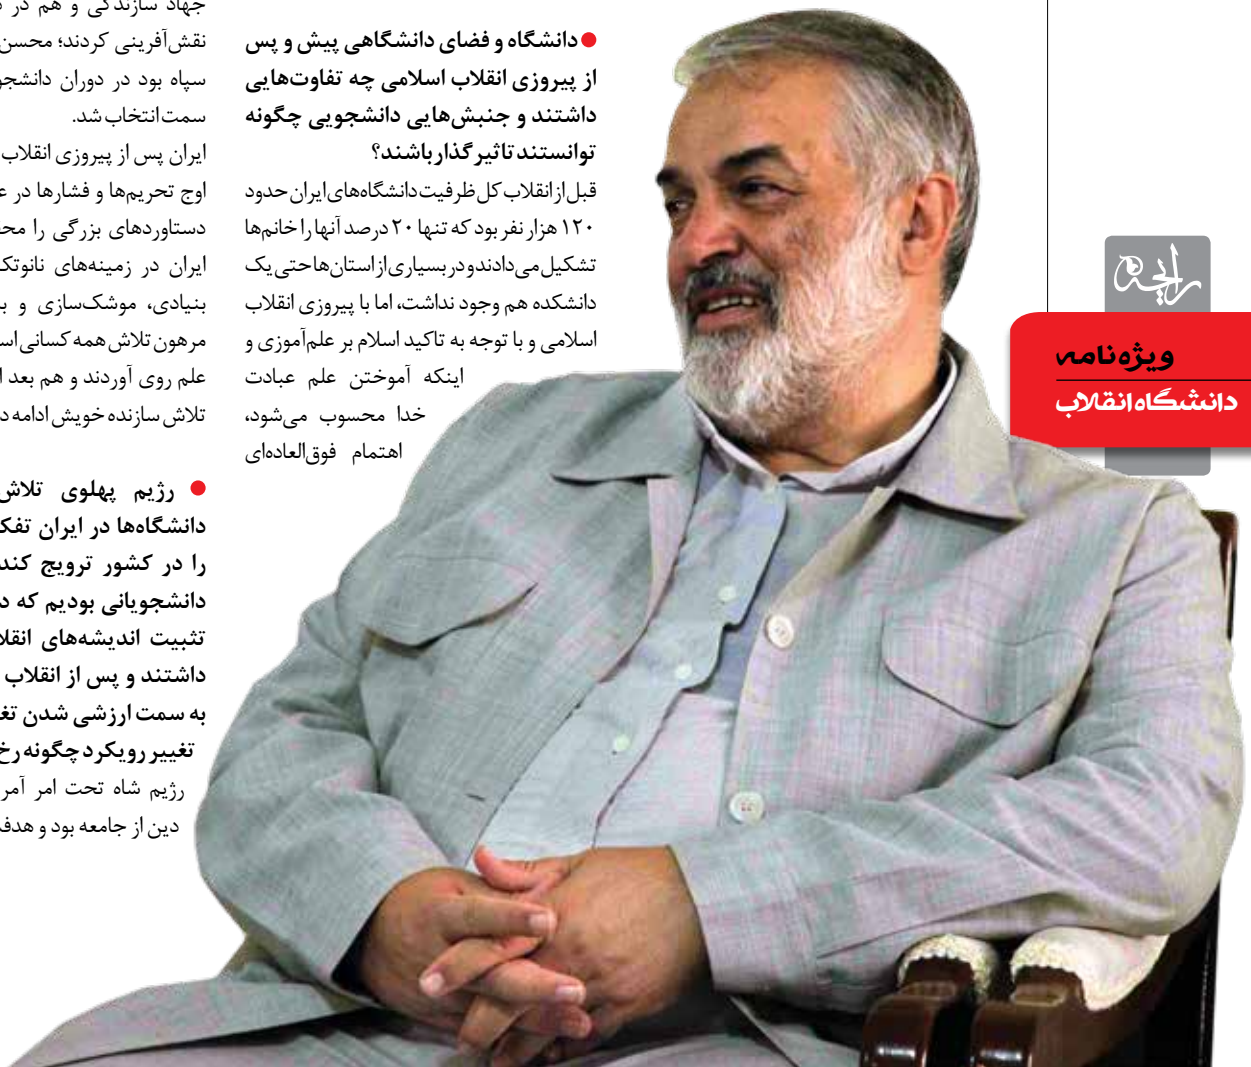 رایحه
ویژه‌نامه
دانشگاه انقلاب
● دانشگاه و فضای دانشگاهی پیش و پس
از پیروزی انقلاب اسلامی چه تفاوت‌هایی
داشتند و جنبش‌هایی دانشجویی چگونه
توانستند تاثیرگذار باشند؟
قبل از انقلاب کل ظرفیت دانشگاه‌های ایران حدود
۱۲۰ هزار نفر بود که تنها ۲۰ درصد آنها را خانم‌ها
تشکیل می‌دادند و در بسیاری از استان‌ها حتی یک
دانشکده هم وجود نداشت، اما با پیروزی انقلاب
اسلامی و با توجه به تاکید اسلام بر علم‌آموزی و
اینکه آموختن علم عبادت
خدا محسوب می‌شود،
اهتمام فوق‌العاده‌ای
جهاد سازندگی و هم در
نقش‌آفرینی کردند؛ محسن
سپاه بود در دوران
سمت انتخاب شد.
ایران پس از پیروزی انقلاب
اوج تحریم‌ها و فشارها در
دستاوردهای بزرگی را
ایران در زمینه‌های
بنیادی، موشک‌سازی و
مرهون تلاش همه کسانی
علم روی آوردند و هم بعد
تلاش سازنده خویش ادامه
● رژیم پهلوی تلاش
دانشگاه‌ها در ایران
را در کشور ترویج کند
دانشجویانی بودیم که
تثبیت اندیشه‌های
داشتند و پس از انقلاب
به سمت ارزشی شدن
تغییر رویکرد چگونه رخ
رژیم شاه تحت امر
دین از جامعه بود و